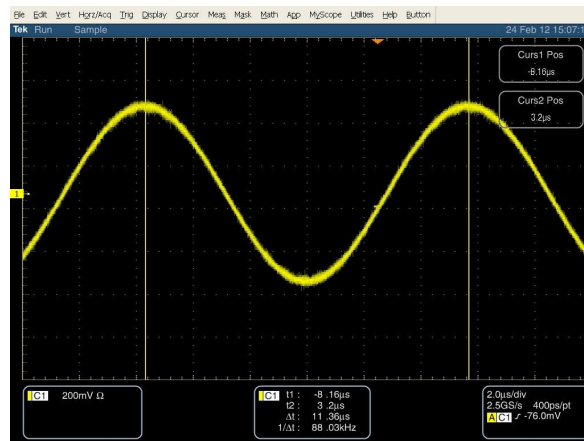 File Edit Vert Horz/Acq Trig Display Cursor Meas Mask Math App MyScope Utilities Help Button
Tek Run Sample 24 Feb 12 15:07:1
Curs1 Pos
-8.16µs
Curs2 Pos
3.2µs
1
C1 200mV Ω
C1 t1 : -8 .16µs
t2 : 3 .2µs
Δt : 11 .36µs
1/Δt : 88 .03kHz
2.0µs/div
2.5GS/s 400ps/pt
A C1 ∫ -76.0mV